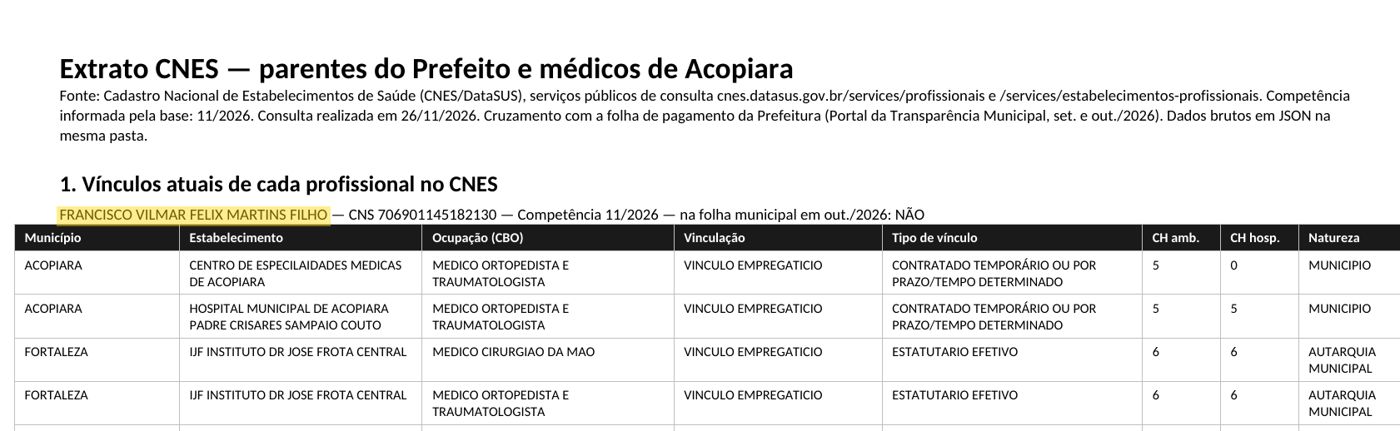 Extrato CNES — parentes do Prefeito e médicos de Acopiara
Fonte: Cadastro Nacional de Estabelecimentos de Saúde (CNES/DataSUS), serviços públicos de consulta cnes.datasus.gov.br/services/profissionais e /services/estabelecimentos-profissionais. Competência
informada pela base: 11/2026. Consulta realizada em 26/11/2026. Cruzamento com a folha de pagamento da Prefeitura (Portal da Transparência Municipal, set. e out./2026). Dados brutos em JSON na
mesma pasta.
1. Vínculos atuais de cada profissional no CNES
FRANCISCO VILMAR FELIX MARTINS FILHO — CNS 706901145182130 — Competência 11/2026 — na folha municipal em out./2026: NÃO
Município Estabelecimento Ocupação (CBO) Vinculação Tipo de vínculo CH amb. CH hosp. Natureza
ACOPIARA CENTRO DE ESPECILAIDADES MEDICAS MEDICO ORTOPEDISTA E VINCULO EMPREGATICIO CONTRATADO TEMPORÁRIO OU POR 5 0 MUNICIPIO
DE ACOPIARA TRAUMATOLOGISTA PRAZO/TEMPO DETERMINADO
ACOPIARA HOSPITAL MUNICIPAL DE ACOPIARA MEDICO ORTOPEDISTA E VINCULO EMPREGATICIO CONTRATADO TEMPORÁRIO OU POR 5 5 MUNICIPIO
PADRE CRISARES SAMPAIO COUTO TRAUMATOLOGISTA PRAZO/TEMPO DETERMINADO
FORTALEZA IJF INSTITUTO DR JOSE FROTA CENTRAL MEDICO CIRURGIAO DA MAO VINCULO EMPREGATICIO ESTATUTARIO EFETIVO 6 6 AUTARQUIA
MUNICIPAL
FORTALEZA IJF INSTITUTO DR JOSE FROTA CENTRAL MEDICO ORTOPEDISTA E VINCULO EMPREGATICIO ESTATUTARIO EFETIVO 6 6 AUTARQUIA
TRAUMATOLOGISTA MUNICIPAL